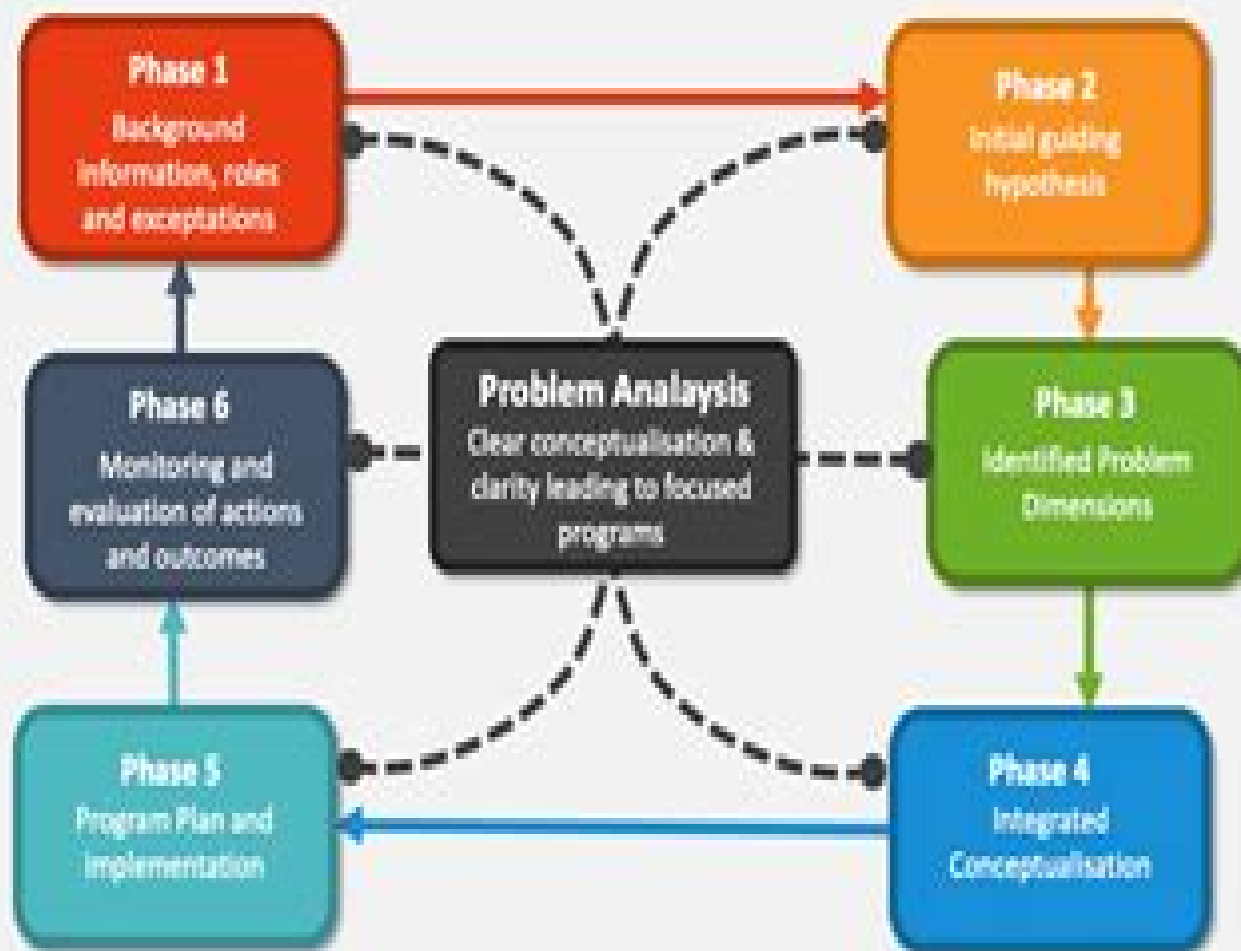 Phase 1
Background
information, roles
and exceptations
Phase 2
Initial guiding
hypothesis
Phase 6
Monitoring and
evaluation of actions
and outcomes
Problem Analaysis
Clear conceptualisation &
clarity leading to focused
programs
Phase 3
Identified Problem
Dimensions
Phase 5
Program Plan and
implementation
Phase 4
Integrated
Conceptualisation